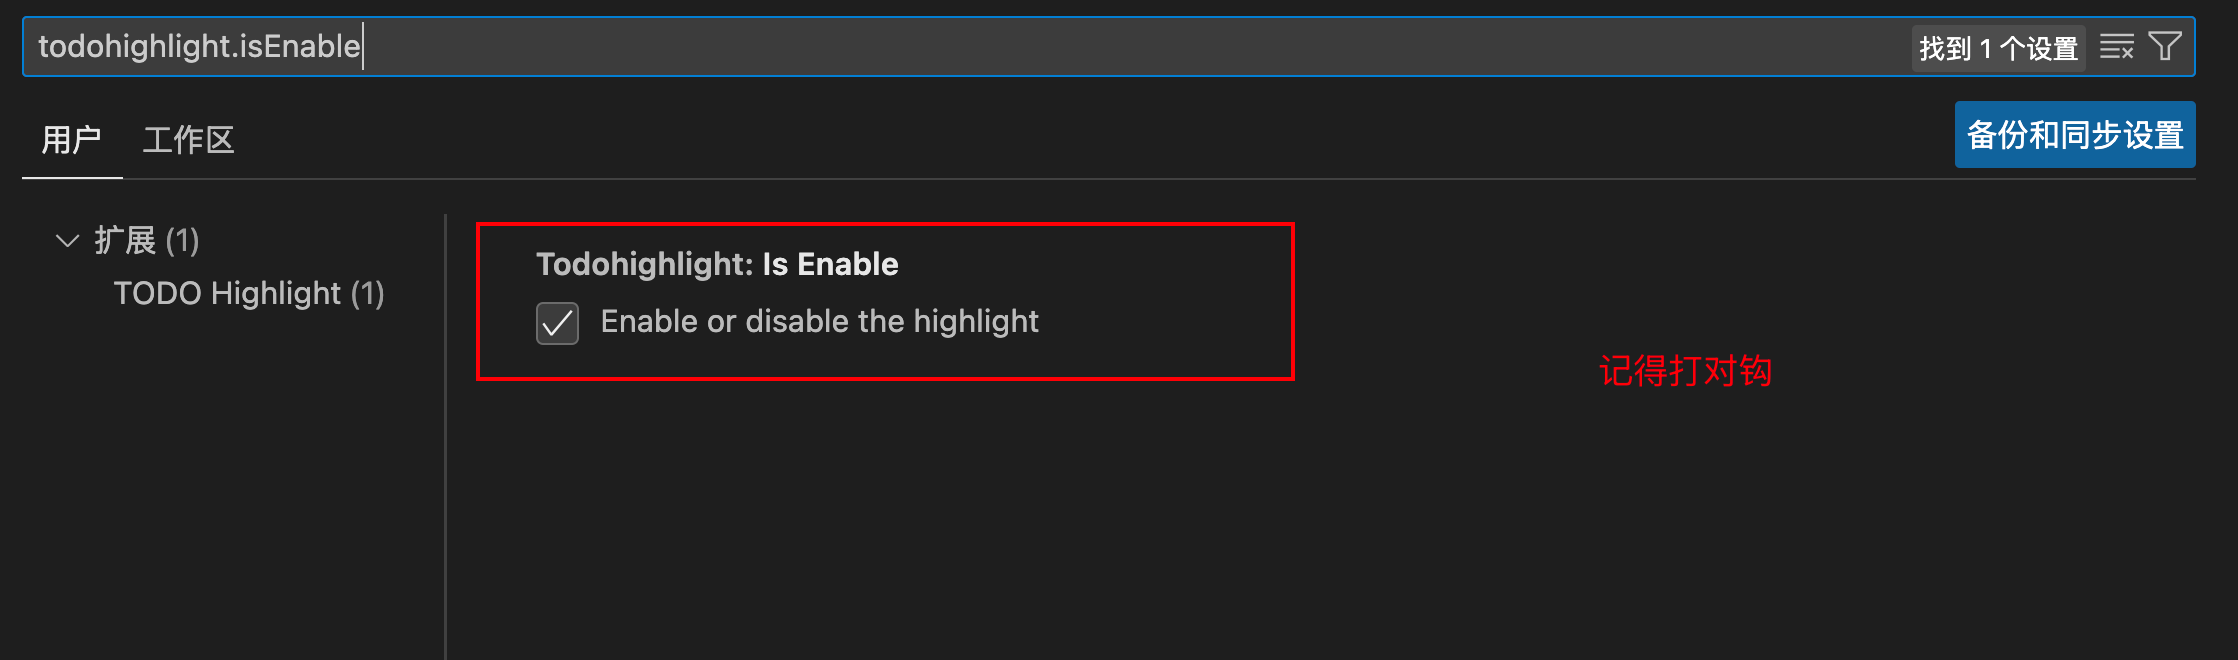 todohighlight.isEnable
找到 1 个设置
用户 工作区
备份和同步设置
扩展 (1)
TODO Highlight (1)
Todohighlight: Is Enable
Enable or disable the highlight
记得打对钩